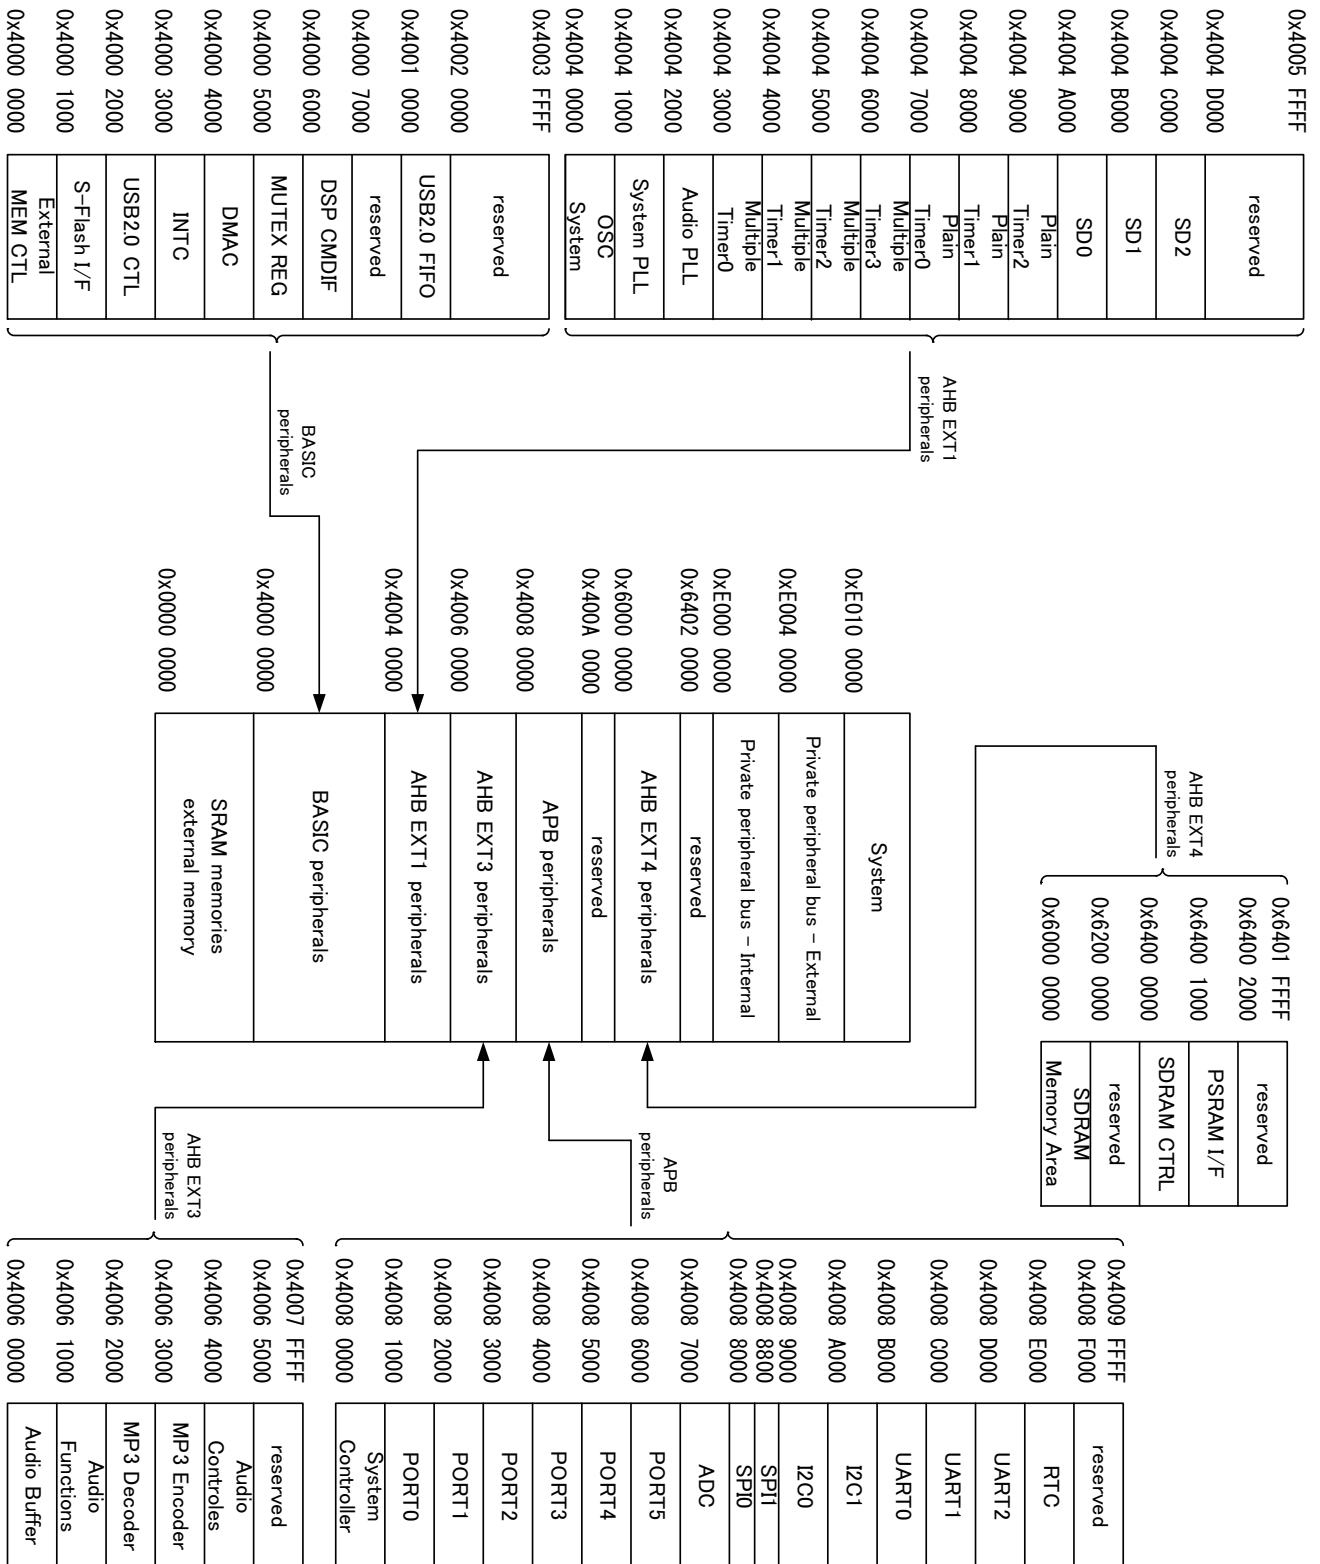 0x4005 FFFF
reserved
0x4004 D000
SD2
0x4004 C000
SD1
0x4004 B000
SD0
0x4004 A000
Plain
Timer2
0x4004 9000
Plain
Timer1
0x4004 8000
Plain
Timer0
0x4004 7000
Multiple
Timer3
0x4004 6000
Multiple
Timer2
0x4004 5000
Multiple
Timer1
0x4004 4000
Multiple
Timer0
0x4004 3000
Audio PLL
0x4004 2000
System PLL
0x4004 1000
OSC
System
0x4004 0000
AHB EXT1
peripherals
0x4003 FFFF
reserved
0x4002 0000
USB2.0 FIFO
0x4001 0000
reserved
0x4000 7000
DSP CMDIF
0x4000 6000
MUTEX REG
0x4000 5000
DMAC
0x4000 4000
INTC
0x4000 3000
USB2.0 CTL
0x4000 2000
S-Flash I/F
0x4000 1000
External
MEM CTL
0x4000 0000
BASIC
peripherals
System
0xE010 0000
Private peripheral bus - External
0xE004 0000
Private peripheral bus - Internal
0xE000 0000
reserved
0x6402 0000
AHB EXT4 peripherals
0x6000 0000
reserved
0x400A 0000
APB peripherals
0x4008 0000
AHB EXT3 peripherals
0x4006 0000
AHB EXT1 peripherals
0x4004 0000
BASIC peripherals
0x4000 0000
SRAM memories
external memory
0x0000 0000
AHB EXT4
peripherals
0x6401 FFFF
reserved
0x6400 2000
PSRAM I/F
0x6400 1000
SDRAM CTRL
0x6400 0000
reserved
0x6200 0000
SDRAM
Memory Area
0x6000 0000
APB
peripherals
0x4009 FFFF
reserved
0x4008 F000
RTC
0x4008 E000
UART2
0x4008 D000
UART1
0x4008 C000
UART0
0x4008 B000
I2C1
0x4008 A000
I2C0
0x4008 9000
SPI1
0x4008 8800
SPI0
0x4008 8000
ADC
0x4008 7000
PORT5
0x4008 6000
PORT4
0x4008 5000
PORT3
0x4008 4000
PORT2
0x4008 3000
PORT1
0x4008 2000
PORT0
0x4008 1000
System
Controller
0x4008 0000
AHB EXT3
peripherals
0x4007 FFFF
reserved
0x4006 5000
Audio
Controles
0x4006 4000
MP3 Encoder
0x4006 3000
MP3 Decoder
0x4006 2000
Audio
Functions
0x4006 1000
Audio Buffer
0x4006 0000